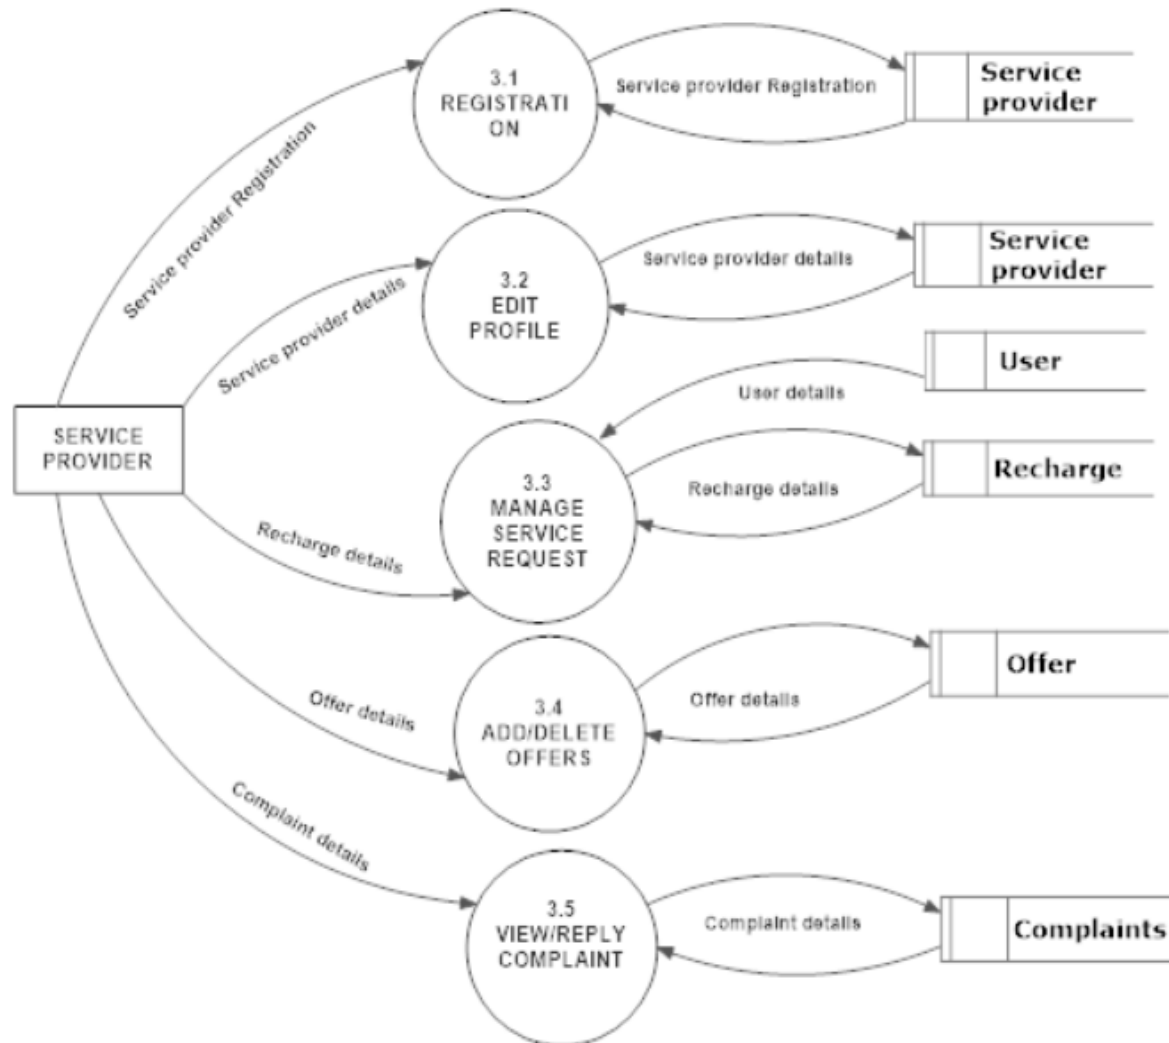 3.1
REGISTRATI
ON
Service provider Registration
Service
provider
Service provider Registration
3.2
EDIT
PROFILE
Service provider details
Service
provider
Service provider details
User
User details
SERVICE
PROVIDER
3.3
MANAGE
SERVICE
REQUEST
Recharge details
Recharge
Recharge details
3.4
ADD/DELETE
OFFERS
Offer details
Offer
Offer details
Complaint details
3.5
VIEW/REPLY
COMPLAINT
Complaint details
Complaints